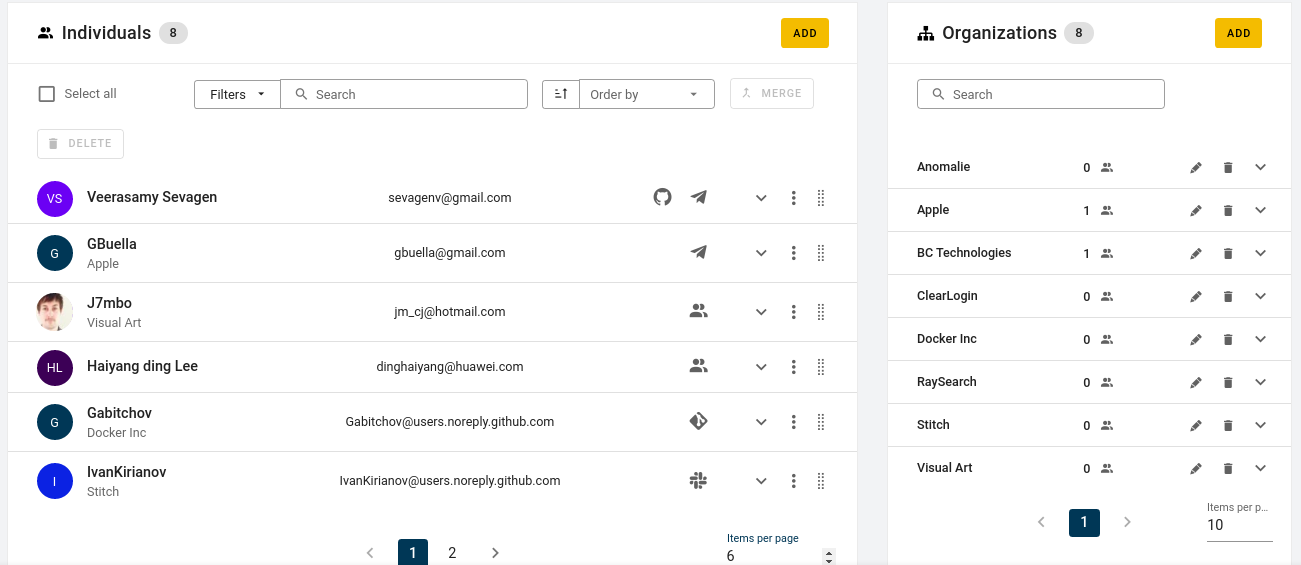 Individuals 8 ADD
Select all Filters Search Order by MERGE
DELETE
VS Veerasamy Sevagen sevagenv@gmail.com
G GBuella gbuella@gmail.com
Apple
J7mbo jm_cj@hotmail.com
Visual Art
HL Haiyang ding Lee dinghaiyang@huawei.com
G Gabitchov Gabitchov@users.noreply.github.com
Docker Inc
I IvanKirianov IvanKirianov@users.noreply.github.com
Stitch
1 2 Items per page
6
Organizations 8 ADD
Search
Anomalie 0
Apple 1
BC Technologies 1
ClearLogin 0
Docker Inc 0
RaySearch 0
Stitch 0
Visual Art 0
1 Items per p...
10